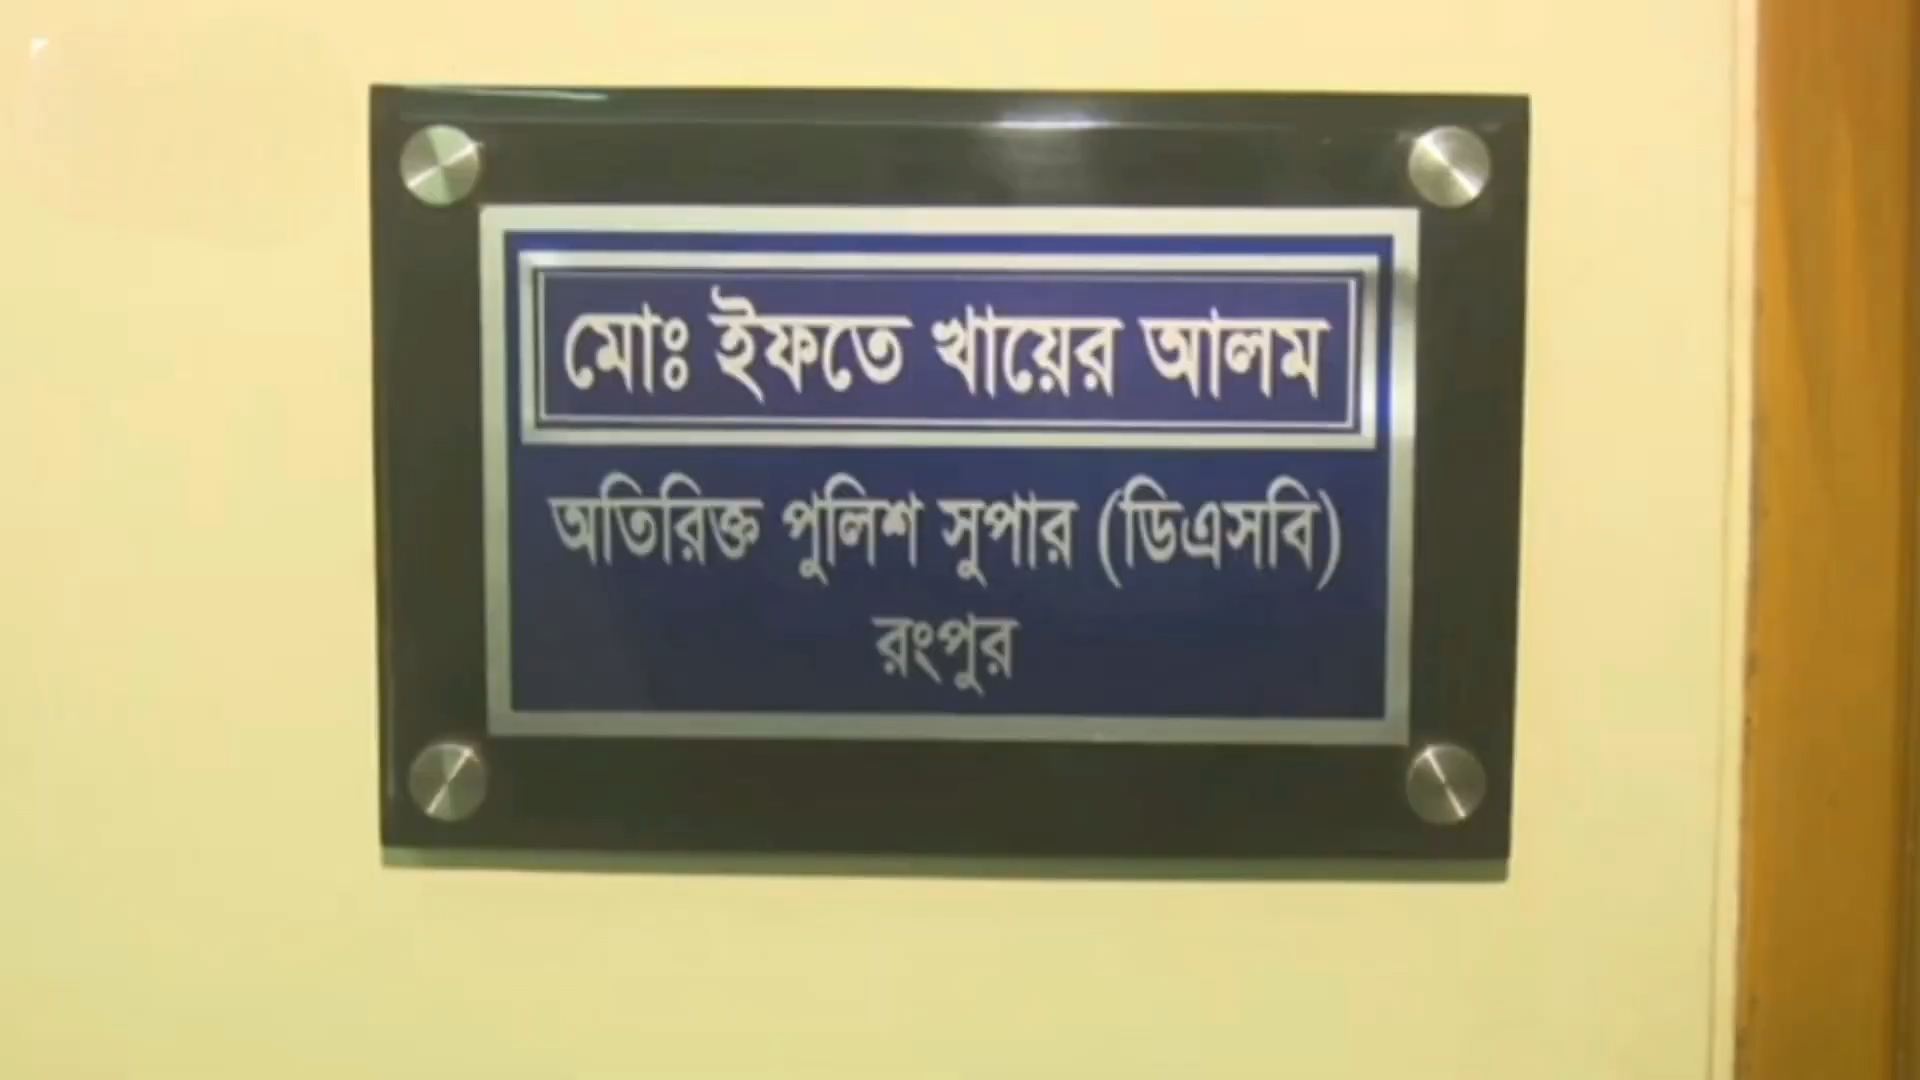 মোঃ ইফতে খায়ের আলম
অতিরিক্ত পুলিশ সুপার (ডিএসবি)
রংপুর